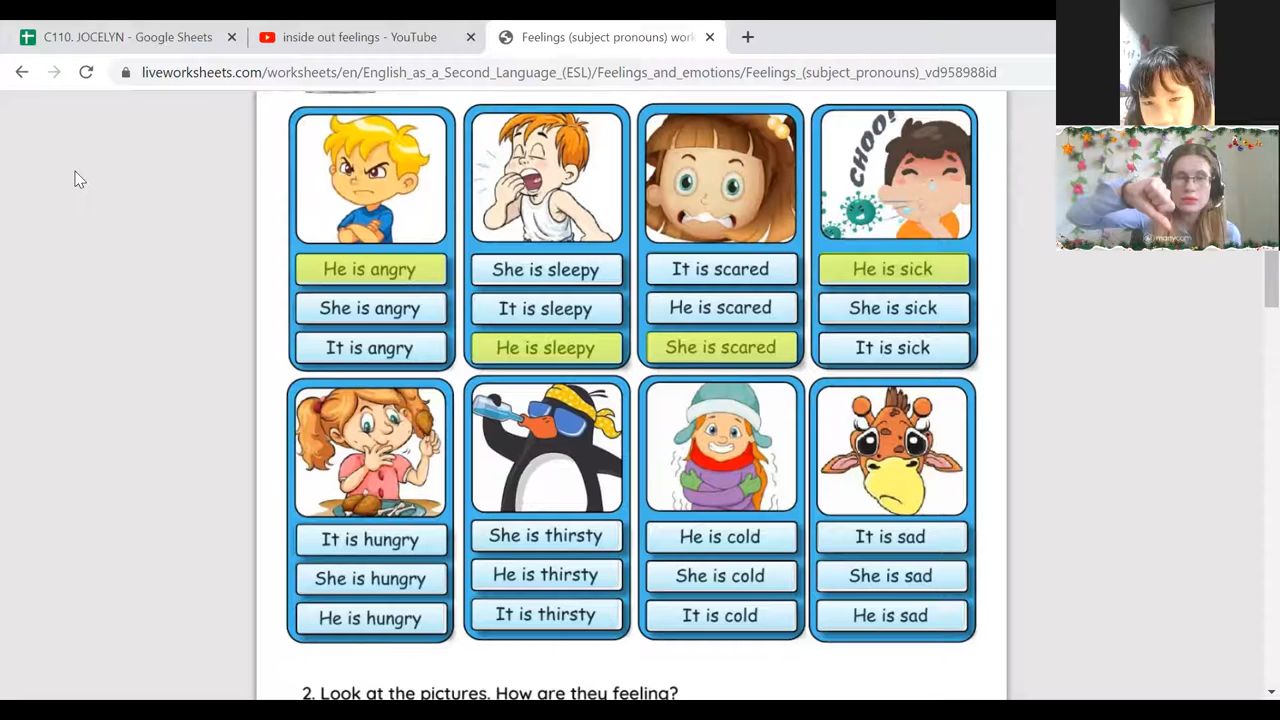 C110. JOCELYN - Google Sheets
inside out feelings - YouTube
Feelings (subject pronouns) work
liveworksheets.com/worksheets/en/English_as_a_Second_Language_(ESL)/Feelings_and_emotions/Feelings_(subject_pronouns)_vd958988id
CHOO!
He is angry
She is angry
It is angry
She is sleepy
It is sleepy
He is sleepy
It is scared
He is scared
She is scared
He is sick
She is sick
It is sick
It is hungry
She is hungry
He is hungry
She is thirsty
He is thirsty
It is thirsty
He is cold
She is cold
It is cold
It is sad
She is sad
He is sad
2. Look at the pictures. How are they feeling?
manycam